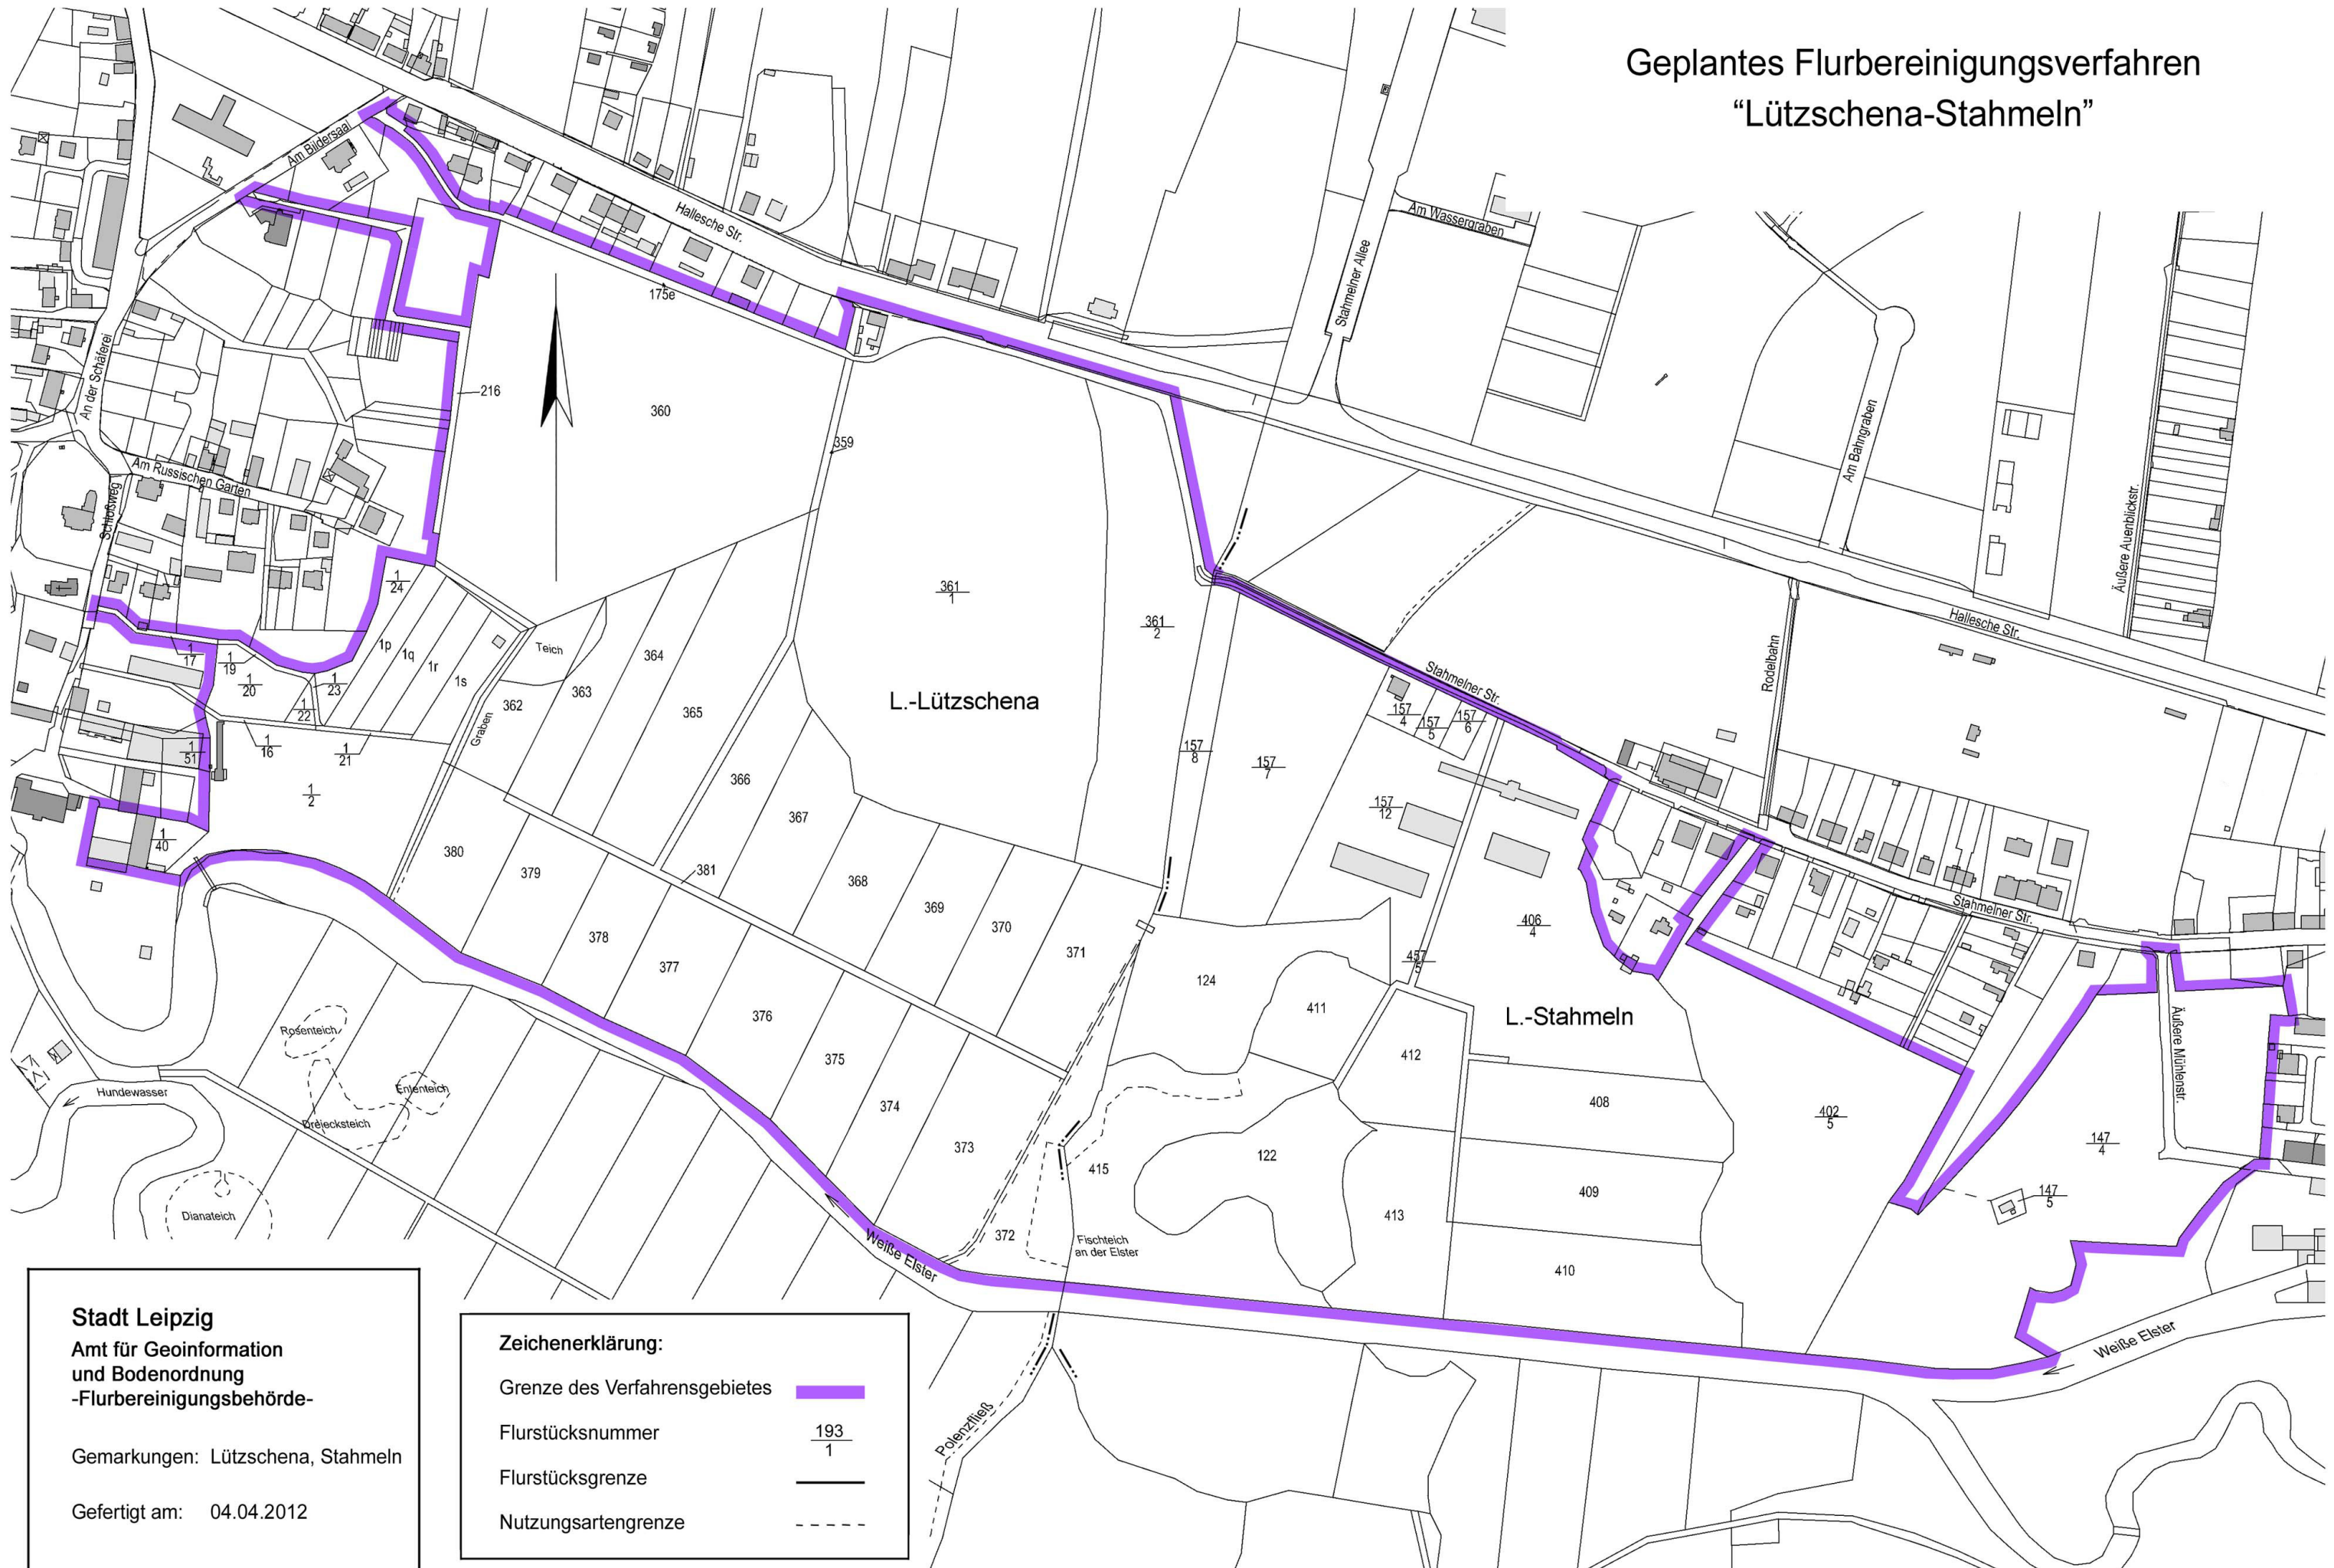 Geplantes Flurbereinigungsverfahren
“Lützschena-Stahmeln”
Am Bildersaal
Hallesche Str.
175e
Am Wassergraben
Stahmelner Allee
An der Schäferei
216
360
359
Am Bahngraben
Äußere Auenblickstr.
Am Russischen Garten
Schloßweg
1
24
361
1
361
2
Hallesche Str.
1p
1q
1r
1s
Teich
364
363
362
365
Graben
1
17
1
19
1
20
1
23
1
22
1
16
1
21
1
51
1
2
1
40
L.-Lützschena
Stahmelner Str.
Rodelbahn
157
4
157
5
157
6
157
8
157
7
157
12
366
367
380
379
381
368
369
370
371
378
377
376
375
374
373
372
406
4
457
5
Stahmelner Str.
124
411
L.-Stahmeln
412
408
402
5
409
410
413
122
415
147
4
147
5
Äußere Mühlenstr.
Rosenteich
Ententeich
Dreiecksteich
Hundewasser
Dianateich
Fischteich
an der Elster
Weiße Elster
Weiße Elster
Polenzfließ
Stadt Leipzig
Amt für Geoinformation
und Bodenordnung
-Flurbereinigungsbehörde-
Gemarkungen: Lützschena, Stahmeln
Gefertigt am: 04.04.2012
Zeichenerklärung:
Grenze des Verfahrensgebietes
Flurstücksnummer
193
1
Flurstücksgrenze
Nutzungsartengrenze